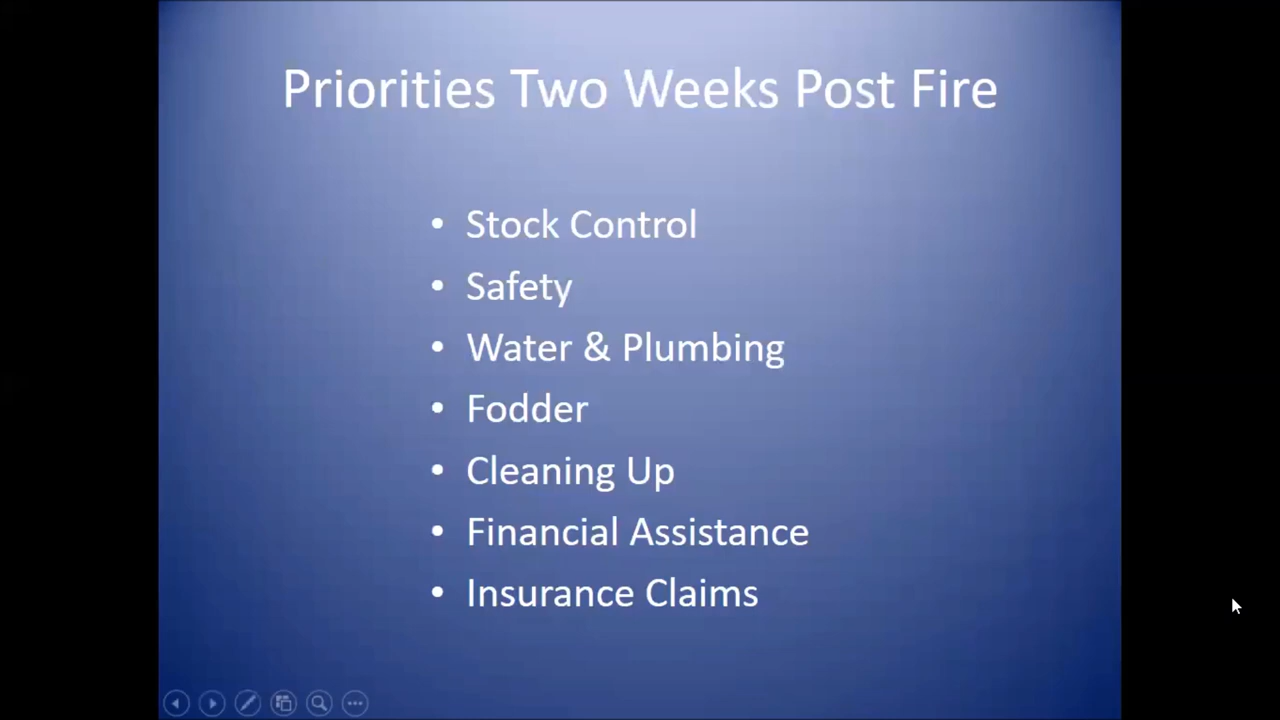 Priorities Two Weeks Post Fire
• Stock Control
• Safety
• Water & Plumbing
• Fodder
• Cleaning Up
• Financial Assistance
• Insurance Claims